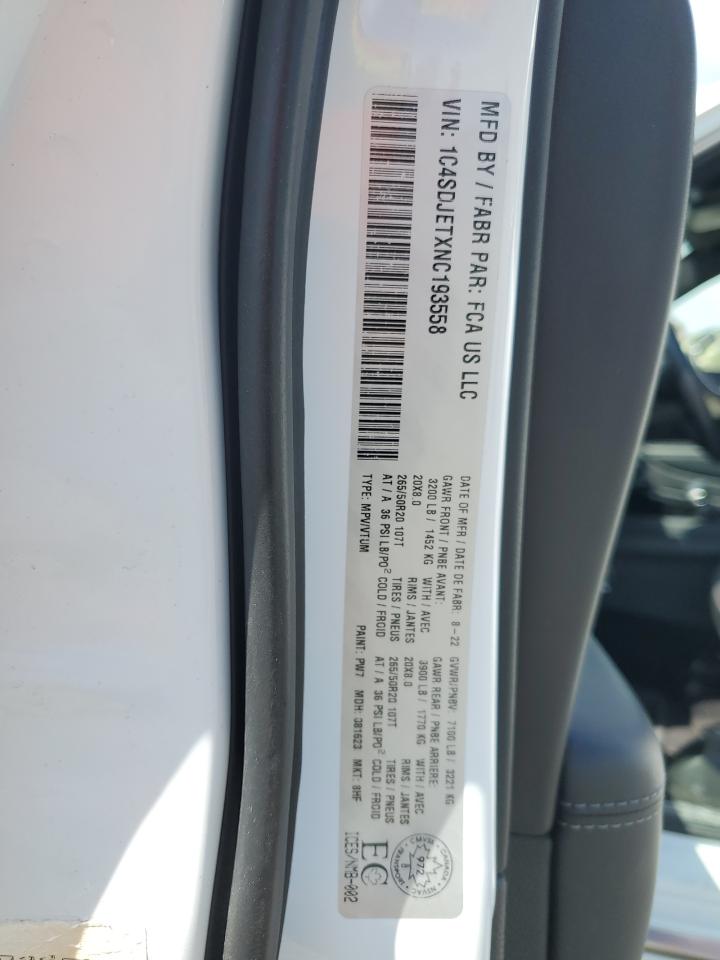 MFD BY / FABR PAR: FCA US LLC
VIN: 1C4SDJETXNC193558
DATE OF MFR / DATE DE FABR: 8-22 GVWR/PNBV 7100 LB / 3221 KG
GAWR FRONT / PNBE AVANT: GAWR REAR / PNBE ARRIERE:
3200 LB / 1452 KG WITH / AVEC 3900 LB / 1770 KG WITH / AVEC
20X8.0 RIMS / JANTES 20X8.0 RIMS / JANTES
265/50R20 107T TIRES / PNEUS 265/50R20 107T TIRES / PNEUS
AT / A 36 PSI LB/PO² COLD / FROID AT / A 36 PSI LB/PO² COLD / FROID
TYPE: MPV/VTUM PAINT: PW7 MDH: 081623 MKT: 8HF
CANADA
TRANSPORT
972
EC
ICES/NMB-002